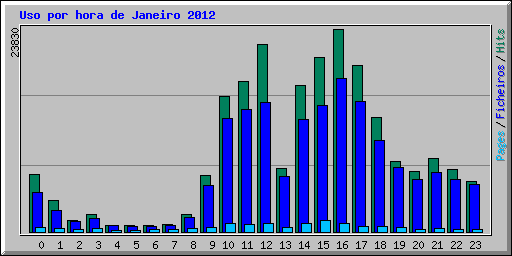 Uso por hora de Janeiro 2012
23830
Pages / Ficheiros / Hits
0 1 2 3 4 5 6 7 8 9 10 11 12 13 14 15 16 17 18 19 20 21 22 23